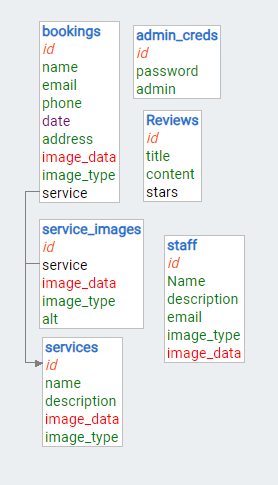 bookings
id
name
email
phone
date
address
image_data
image_type
service
admin_creds
id
password
admin
Reviews
id
title
content
stars
service_images
id
service
image_data
image_type
alt
staff
id
Name
description
email
image_type
image_data
services
id
name
description
image_data
image_type